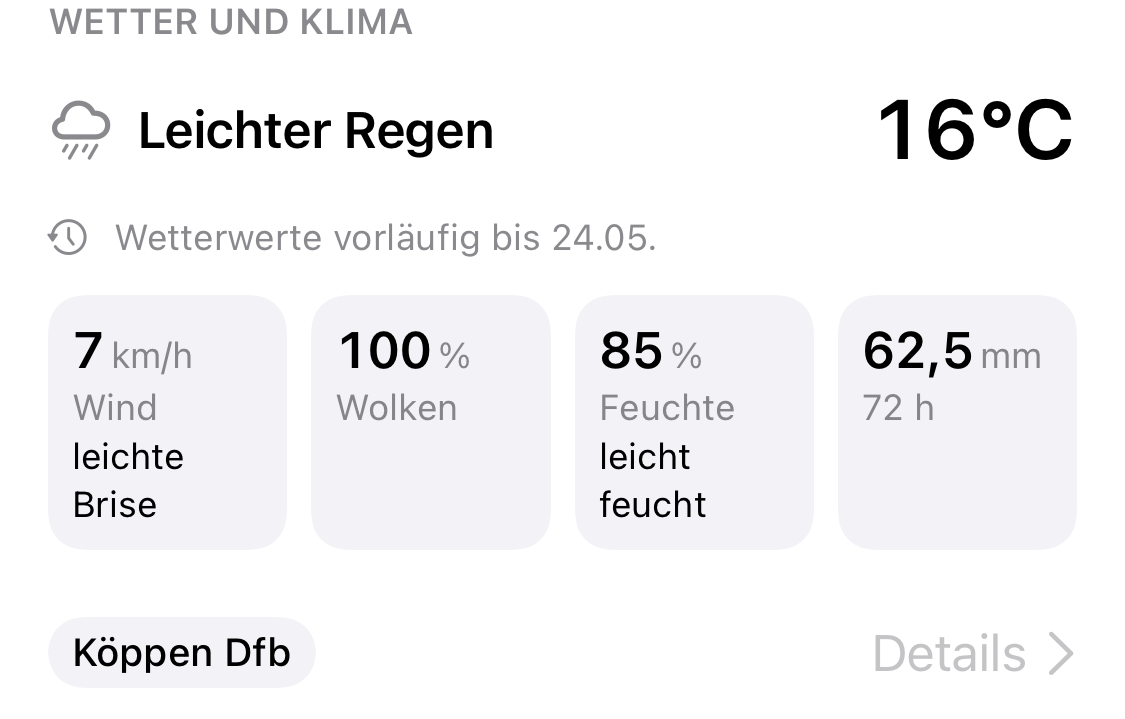 WETTER UND KLIMA
Leichter Regen
16°C
Wetterwerte vorläufig bis 24.05.
7 km/h
Wind
leichte
Brise
100 %
Wolken
85 %
Feuchte
leicht
feucht
62,5 mm
72 h
Köppen Dfb
Details